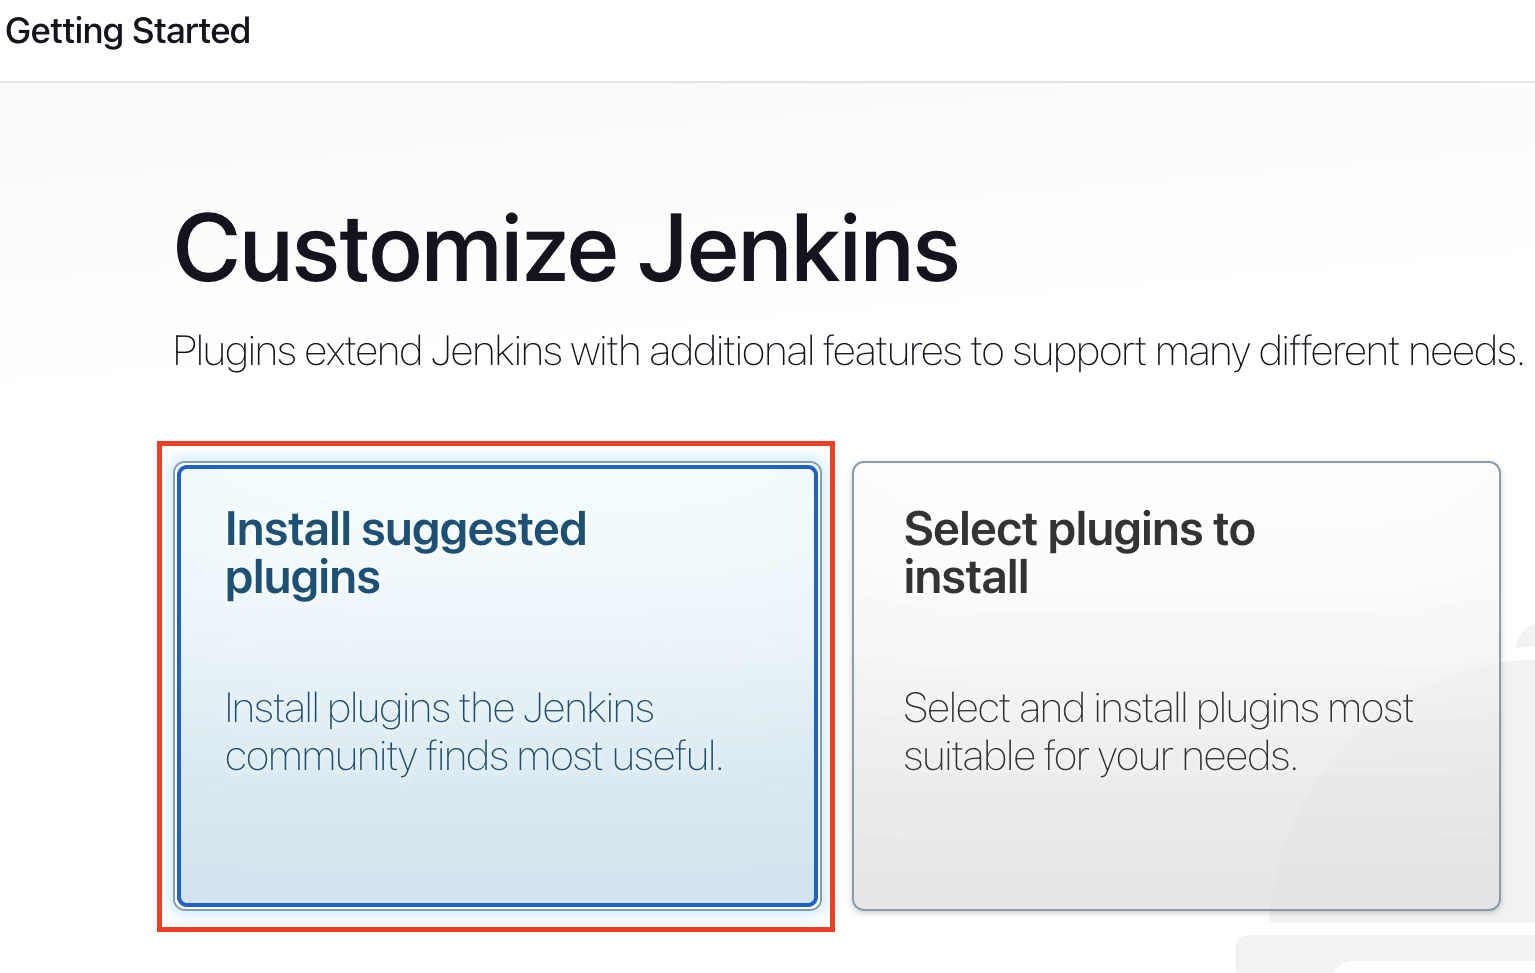 Getting Started
Customize Jenkins
Plugins extend Jenkins with additional features to support many different needs.
Install suggested
plugins
Install plugins the Jenkins
community finds most useful.
Select plugins to
install
Select and install plugins most
suitable for your needs.